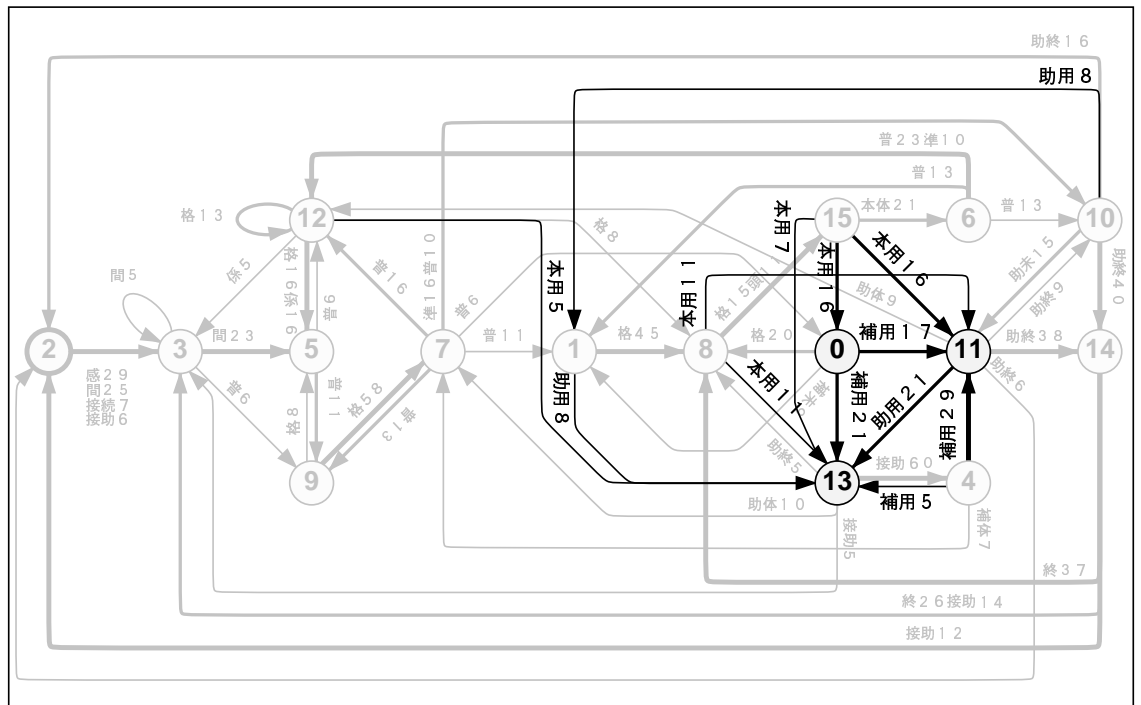 助終16
助用8
普23準10
普13
格13
12
本用7
15
本体21
6
普13
10
格8
間5
係5
格19係16
普9
普16
準16普10
普6
本用5
本用11
格15頭11
本用16
本用16
助体9
助末15
助終9
助終40
2
感29
間25
接続7
接助6
3
間23
5
7
普11
1
格45
8
格20
0
補用17
11
助終38
14
普6
格8
普11
格58
普13
助用8
本用11
補末9
補用21
助用21
補用29
助終6
9
助終5
13
接助60
4
補用5
助体10
接助5
補体7
終37
終26接助14
接助12